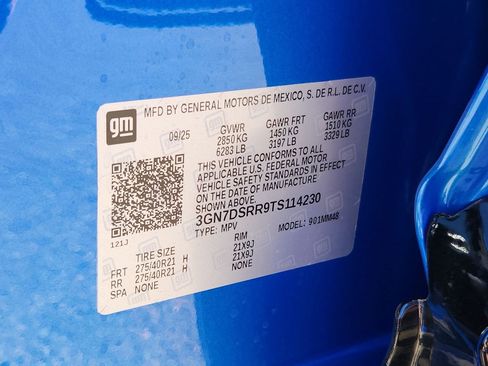 gm
MFD BY GENERAL MOTORS DE MEXICO, S. DE R.L. DE C.V.
09/25 GVWR GAWR FRT GAWR RR
2850 KG 1450 KG 1510 KG
6283 LB 3197 LB 3329 LB
THIS VEHICLE CONFORMS TO ALL
APPLICABLE U.S. FEDERAL MOTOR
VEHICLE SAFETY STANDARDS IN EFFECT
ON THE DATE OF MANUFACTURE
SHOWN ABOVE.
3GN7DSRR9TS114230
TYPE: MPV MODEL: 901MM48
121J
TIRE SIZE RIM
FRT 275/40R21 H 21X9J
RR 275/40R21 H 21X9J
SPA NONE NONE